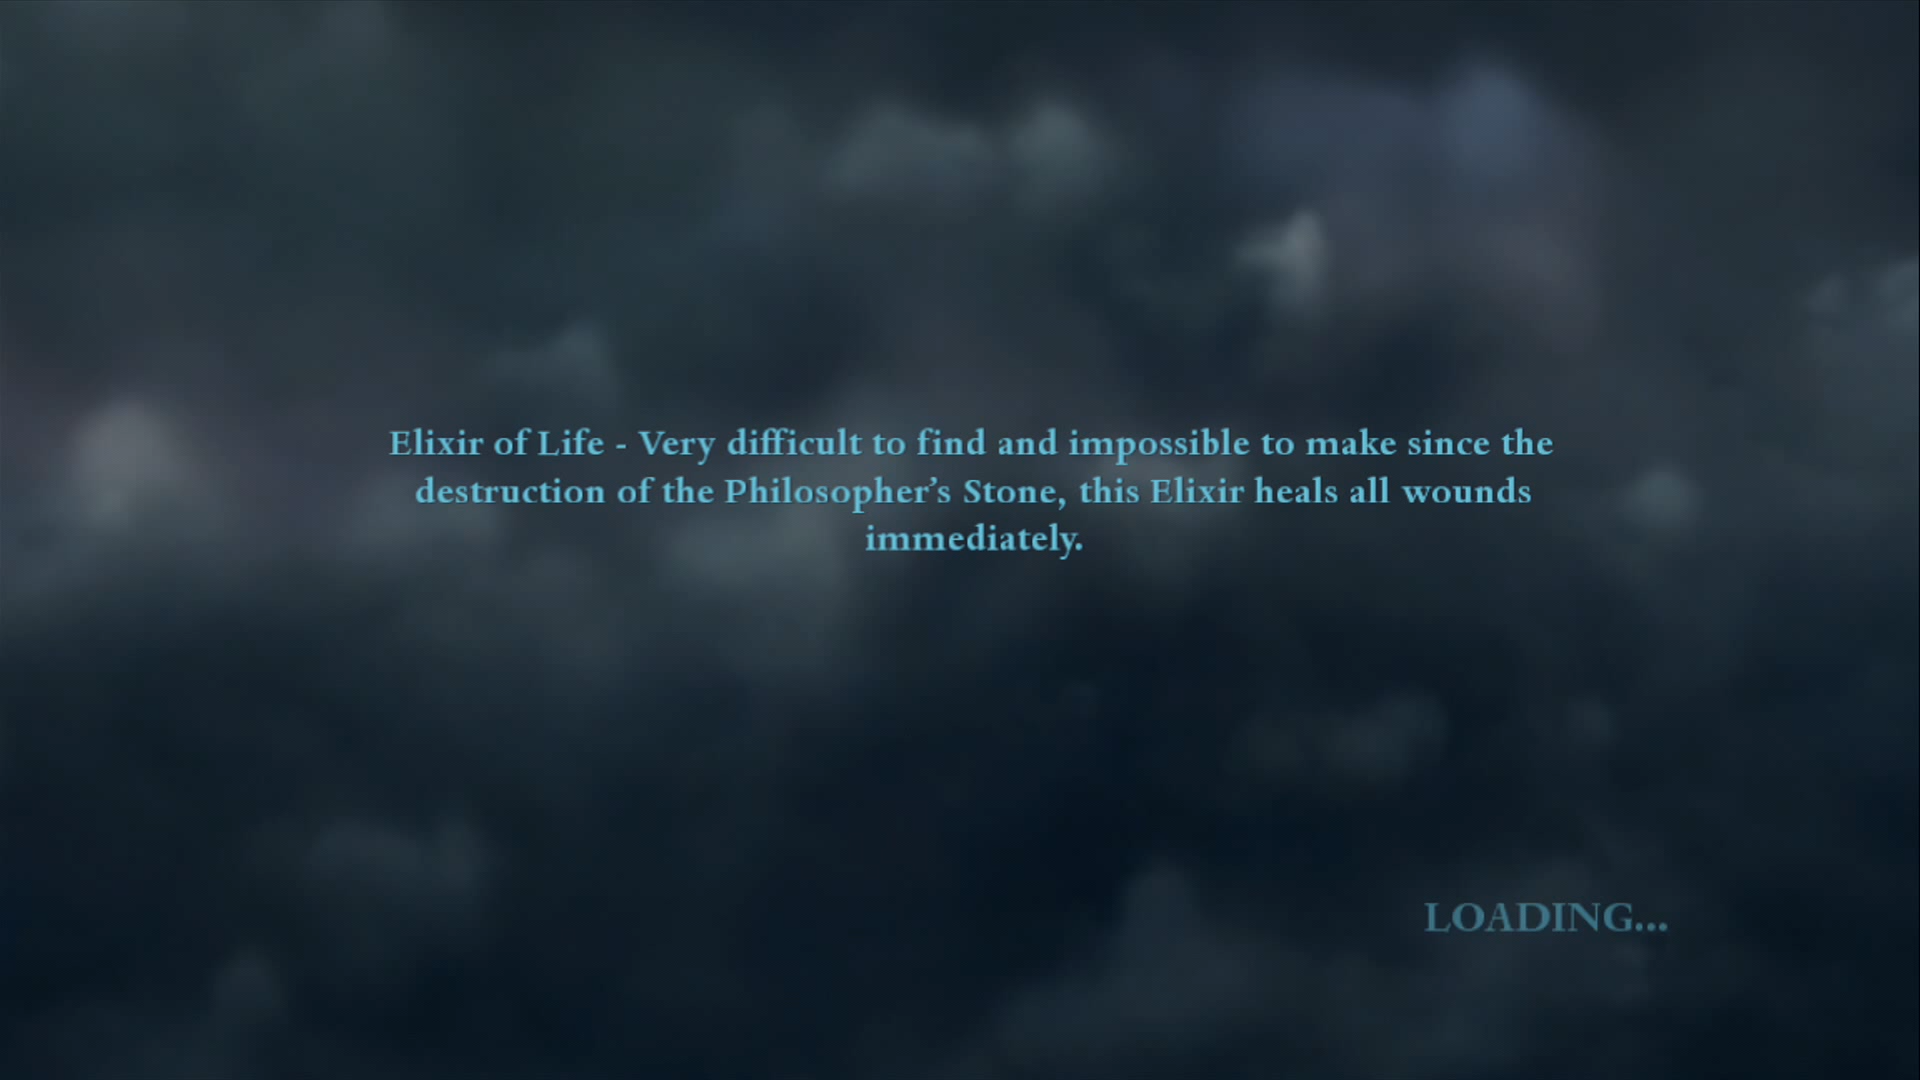 Elixir of Life - Very difficult to find and impossible to make since the
destruction of the Philosopher’s Stone, this Elixir heals all wounds
immediately.
LOADING...